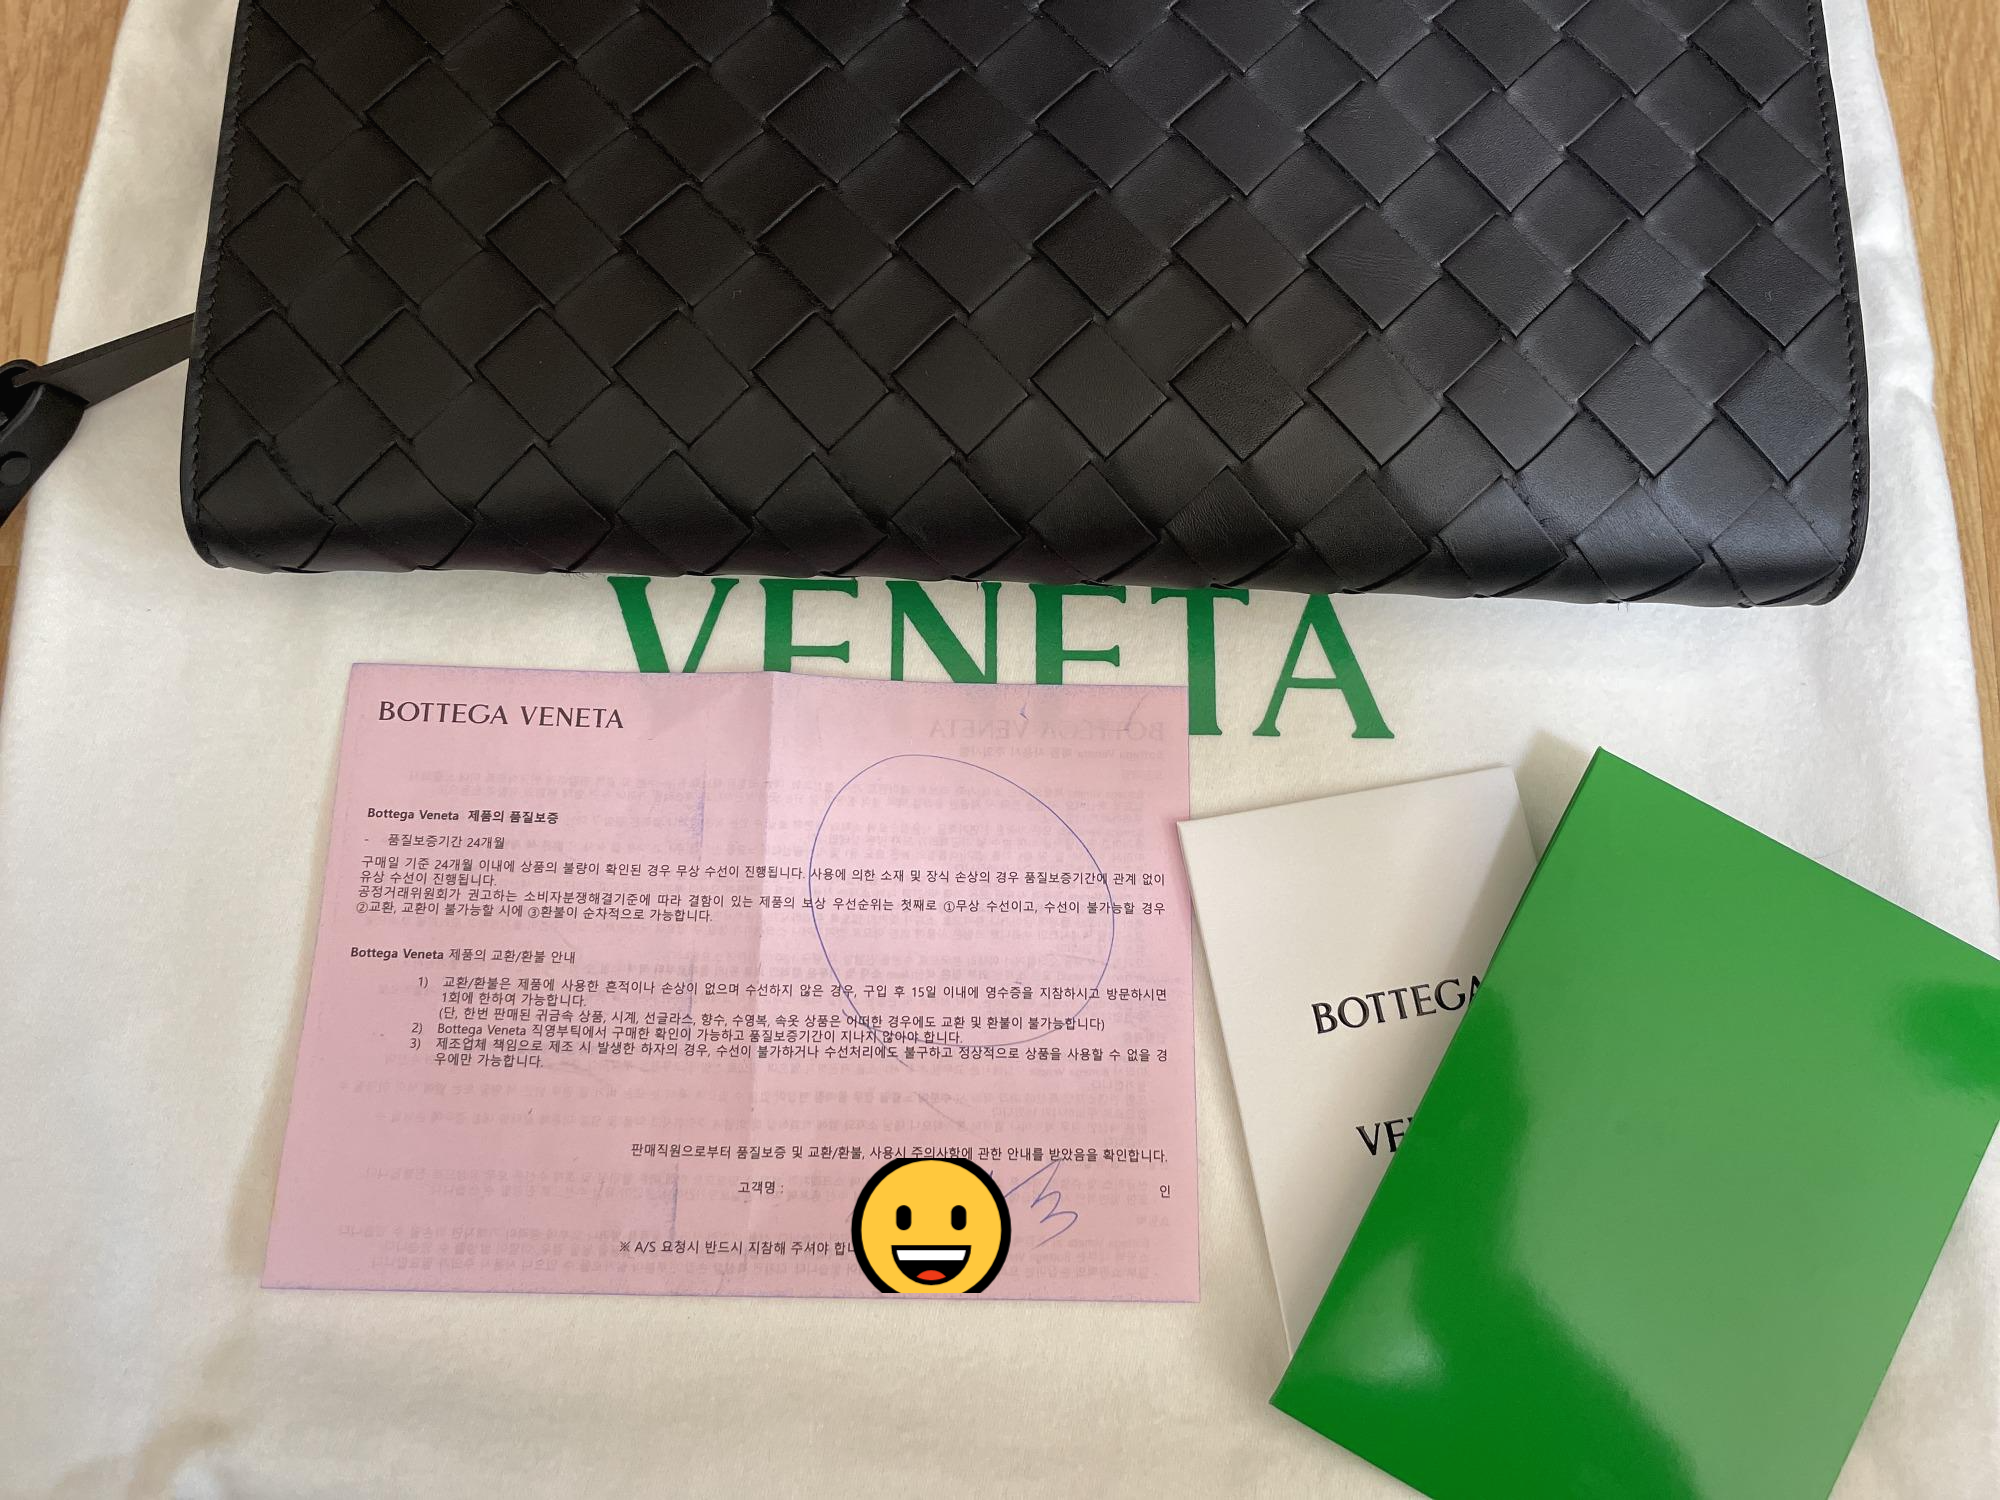 VENETA
BOTTEGA VENETA
Bottega Veneta 제품의 품질보증
- 품질보증기간 24개월
구매일 기준 24개월 이내에 상품의 불량이 확인된 경우 무상 수선이 진행됩니다. 사용에 의한 소재 및 장식 손상의 경우 품질보증기간에 관계 없이
유상 수선이 진행됩니다.
공정거래위원회가 권고하는 소비자분쟁해결기준에 따라 결함이 있는 제품의 보상 우선순위는 첫째로 ①무상 수선이고, 수선이 불가능할 경우
②교환, 교환이 불가능할 시에 ③환불이 순차적으로 가능합니다.
Bottega Veneta 제품의 교환/환불 안내
1) 교환/환불은 제품에 사용한 흔적이나 손상이 없으며 수선하지 않은 경우, 구입 후 15일 이내에 영수증을 지참하시고 방문하시면
1회에 한하여 가능합니다.
(단, 한번 판매된 귀금속 상품, 시계, 선글라스, 향수, 수영복, 속옷 상품은 어떠한 경우에도 교환 및 환불이 불가능합니다)
2) Bottega Veneta 직영부틱에서 구매한 확인이 가능하고 품질보증기간이 지나지 않아야 합니다.
3) 제조업체 책임으로 제조 시 발생한 하자의 경우, 수선이 불가하거나 수선처리에도 불구하고 정상적으로 상품을 사용할 수 없을 경
우에만 가능합니다.
판매직원으로부터 품질보증 및 교환/환불, 사용시 주의사항에 관한 안내를 받았음을 확인합니다.
고객명 : 인
※ A/S 요청시 반드시 지참해 주셔야 합니
BOTTEGA
VE